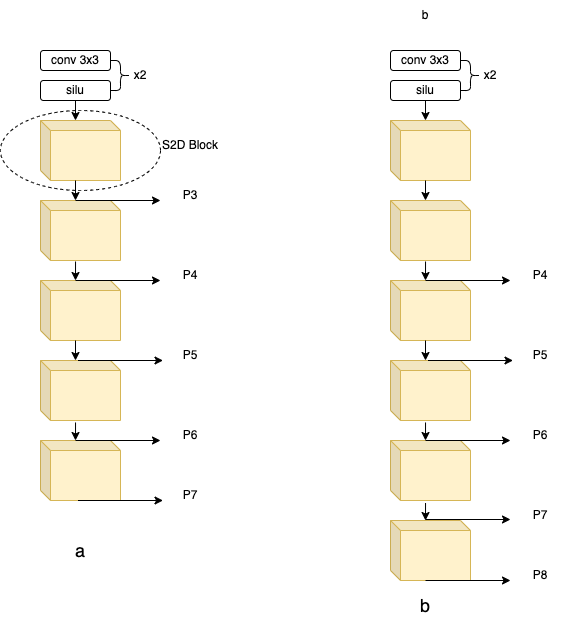 b
conv 3x3
silu
x2
S2D Block
P3
P4
P5
P6
P7
a
conv 3x3
silu
x2
P4
P5
P6
P7
P8
b